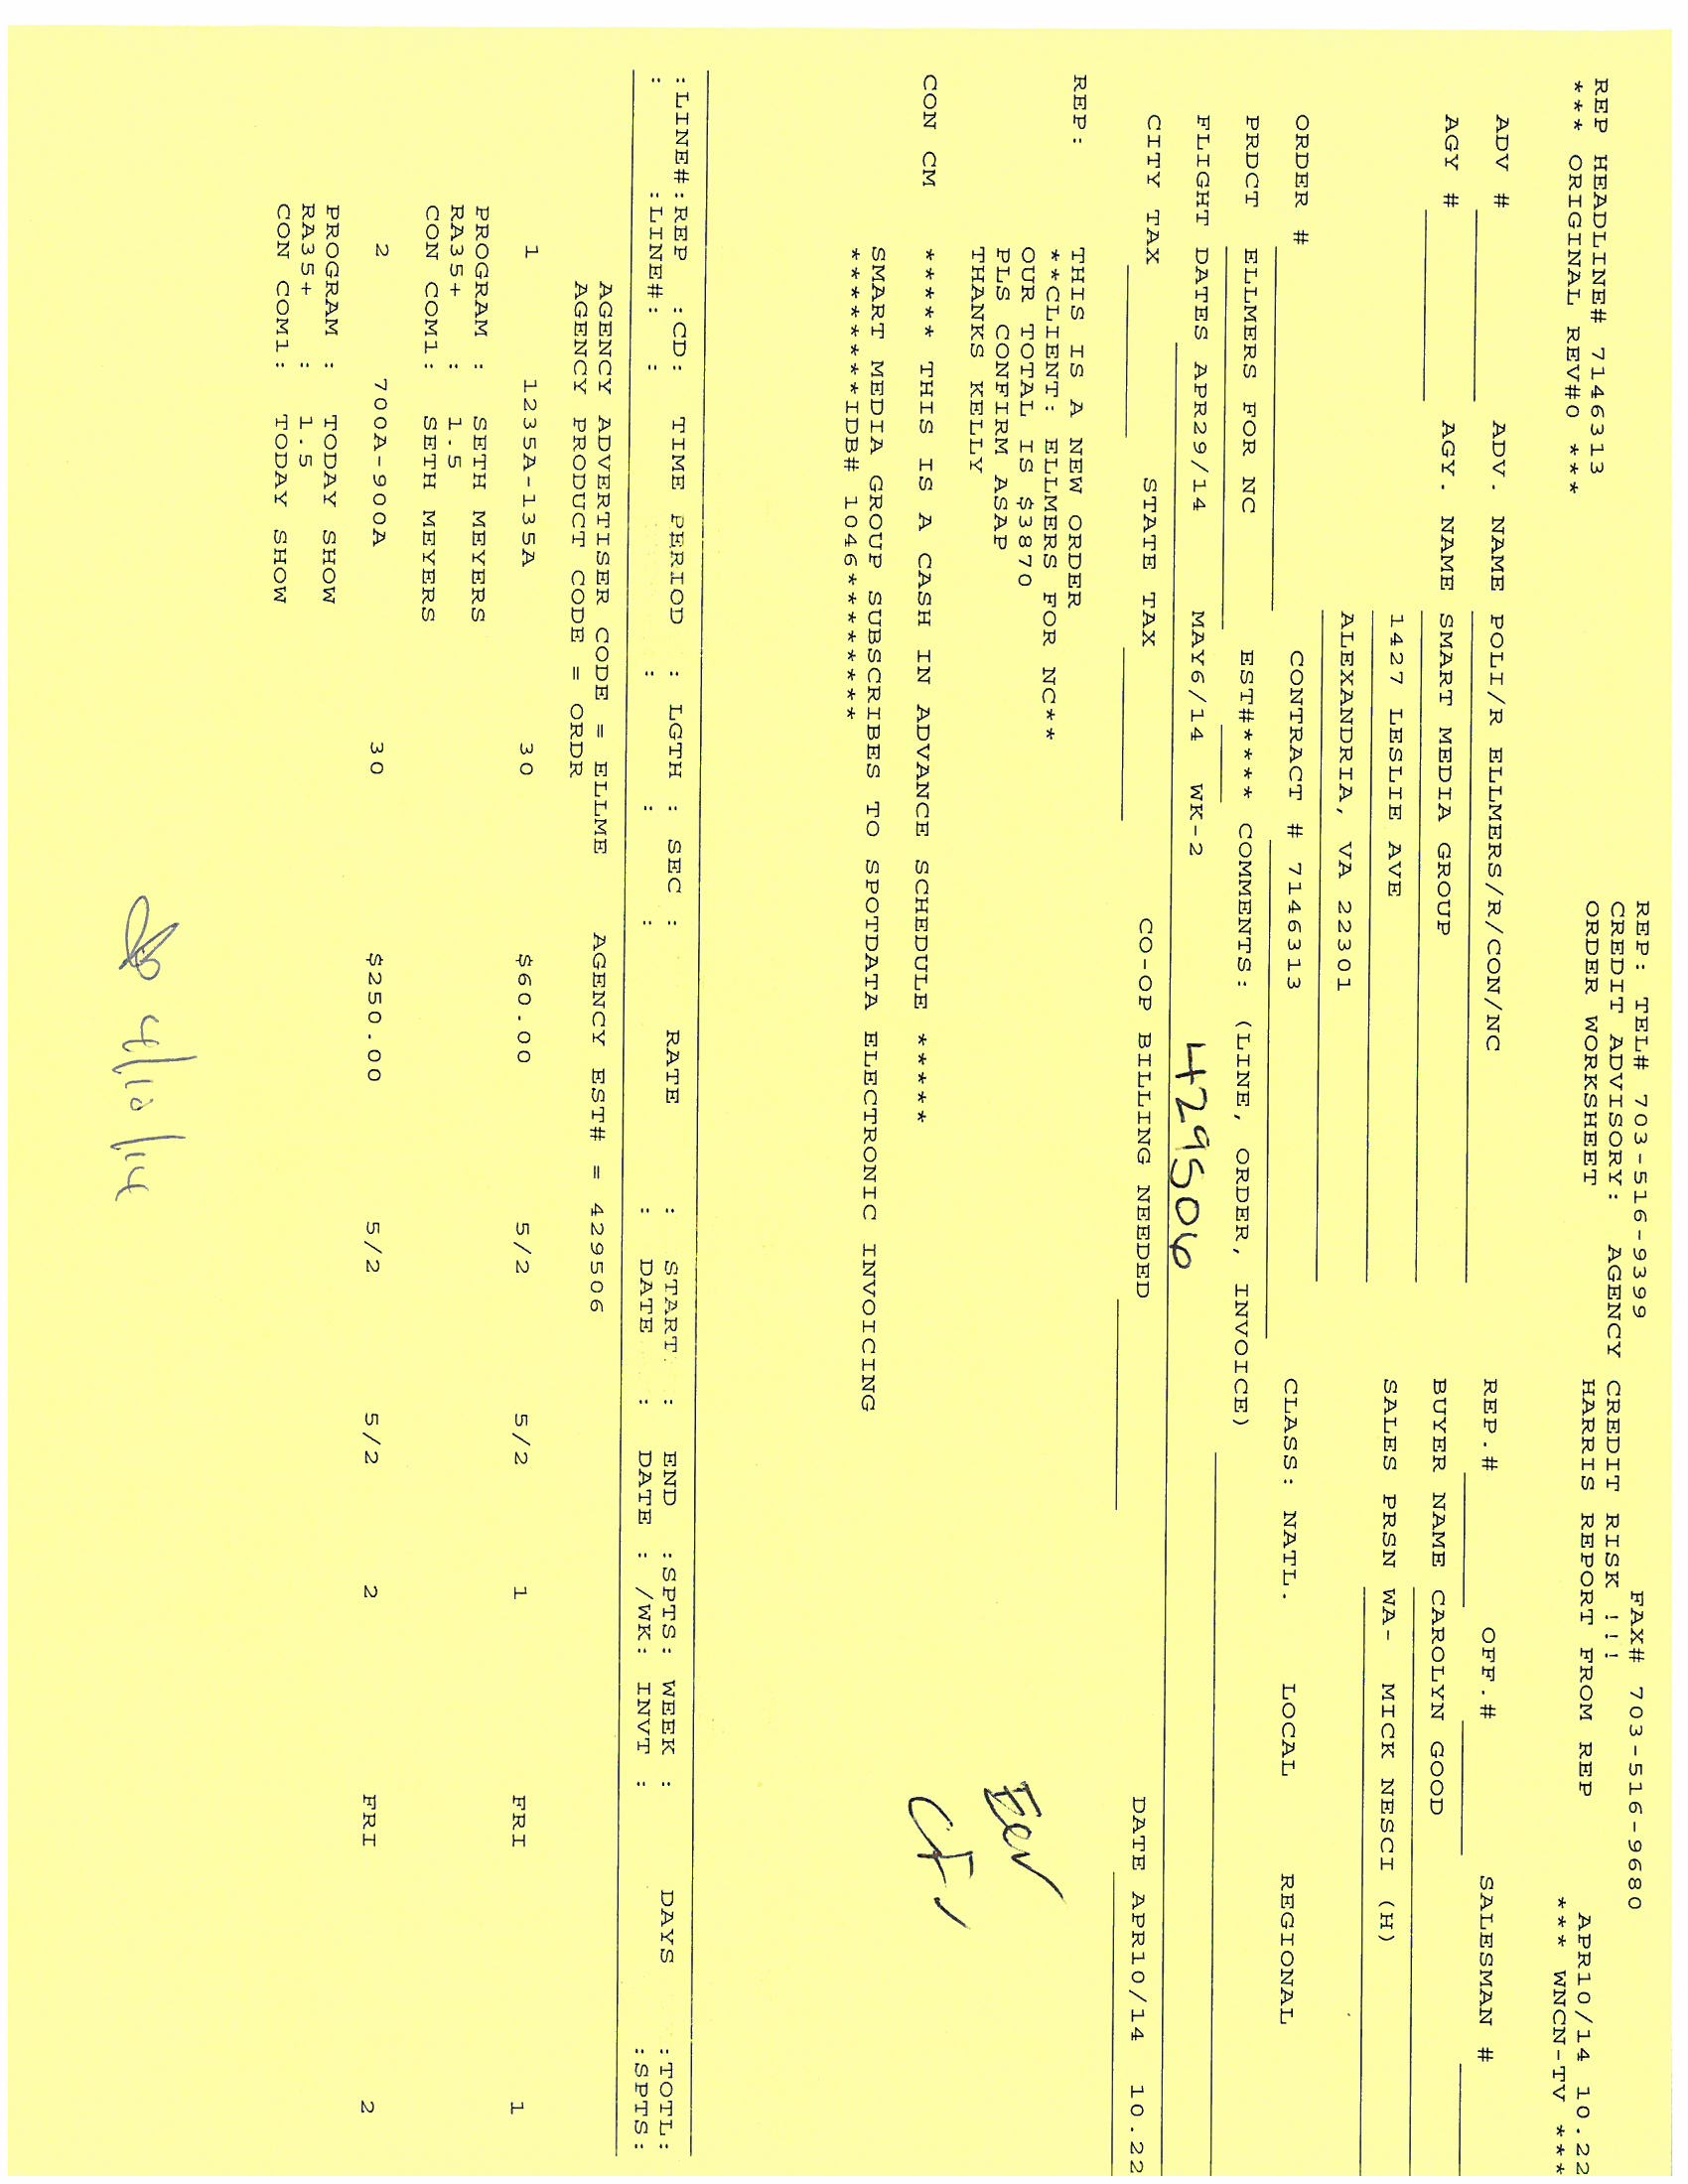 REP: TEL# 703-516-9399 FAX# 703-516-9680
CREDIT ADVISORY: AGENCY CREDIT RISK !!! APR10/14 10.22
REP HEADLINE# 7146313 ORDER WORKSHEET HARRIS REPORT FROM REP *** WNCN-TV ***
*** ORIGINAL REV#0 ***
ADV # ADV. NAME POLI/R ELLMERS/R/CON/NC REP.# OFF.# SALESMAN #
AGY # AGY. NAME SMART MEDIA GROUP BUYER NAME CAROLYN GOOD
1427 LESLIE AVE SALES PRSN WA- MICK NESCI (H)
ALEXANDRIA, VA 22301
ORDER # CONTRACT # 7146313 CLASS: NATL. LOCAL REGIONAL
PRDCT ELLMERS FOR NC EST#**** COMMENTS: (LINE, ORDER, INVOICE)
FLIGHT DATES APR29/14 MAY6/14 WK-2 429506
CITY TAX STATE TAX CO-OP BILLING NEEDED DATE APR10/14 10.22
REP: THIS IS A NEW ORDER
**CLIENT: ELLMERS FOR NC**
OUR TOTAL IS $3870
PLS CONFIRM ASAP
THANKS KELLY
CON CM ***** THIS IS A CASH IN ADVANCE SCHEDULE *****
SMART MEDIA GROUP SUBSCRIBES TO SPOTDATA ELECTRONIC INVOICING
**********IDB# 1046**********
:LINE#:REP :CD: TIME PERIOD : LGTH : SEC : RATE : START : END :SPTS: WEEK : DAYS :TOTL:
: :LINE#: : : : : : DATE : DATE : /WK: INVT : :SPTS:
AGENCY ADVERTISER CODE = ELLME AGENCY EST# = 429506
AGENCY PRODUCT CODE = ORDR
1 1235A-135A 30 $60.00 5/2 5/2 1 FRI 1
PROGRAM : SETH MEYERS
RA35+ : 1.5
CON COM1: SETH MEYERS
2 700A-900A 30 $250.00 5/2 5/2 2 FRI 2
PROGRAM : TODAY SHOW
RA35+ : 1.5
CON COM1: TODAY SHOW
4/10/14